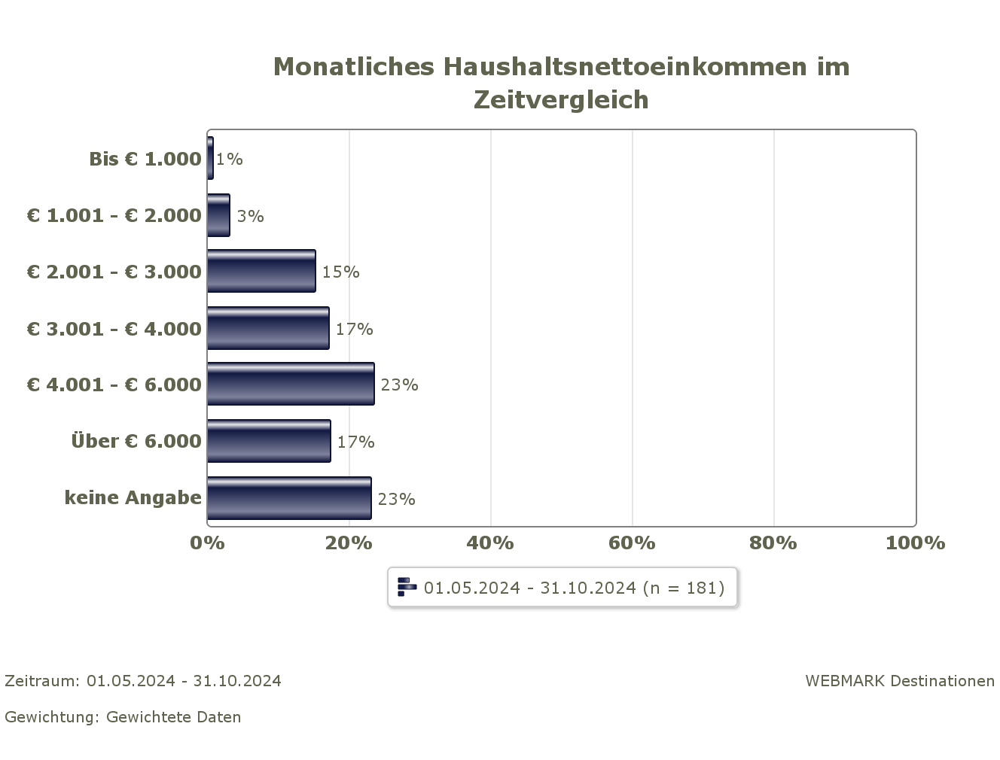 Monatliches Haushaltsnettoeinkommen im
Zeitvergleich
Bis € 1.000 1%
€ 1.001 - € 2.000 3%
€ 2.001 - € 3.000 15%
€ 3.001 - € 4.000 17%
€ 4.001 - € 6.000 23%
Über € 6.000 17%
keine Angabe 23%
0% 20% 40% 60% 80% 100%
01.05.2024 - 31.10.2024 (n = 181)
Zeitraum: 01.05.2024 - 31.10.2024 WEBMARK Destinationen
Gewichtung: Gewichtete Daten